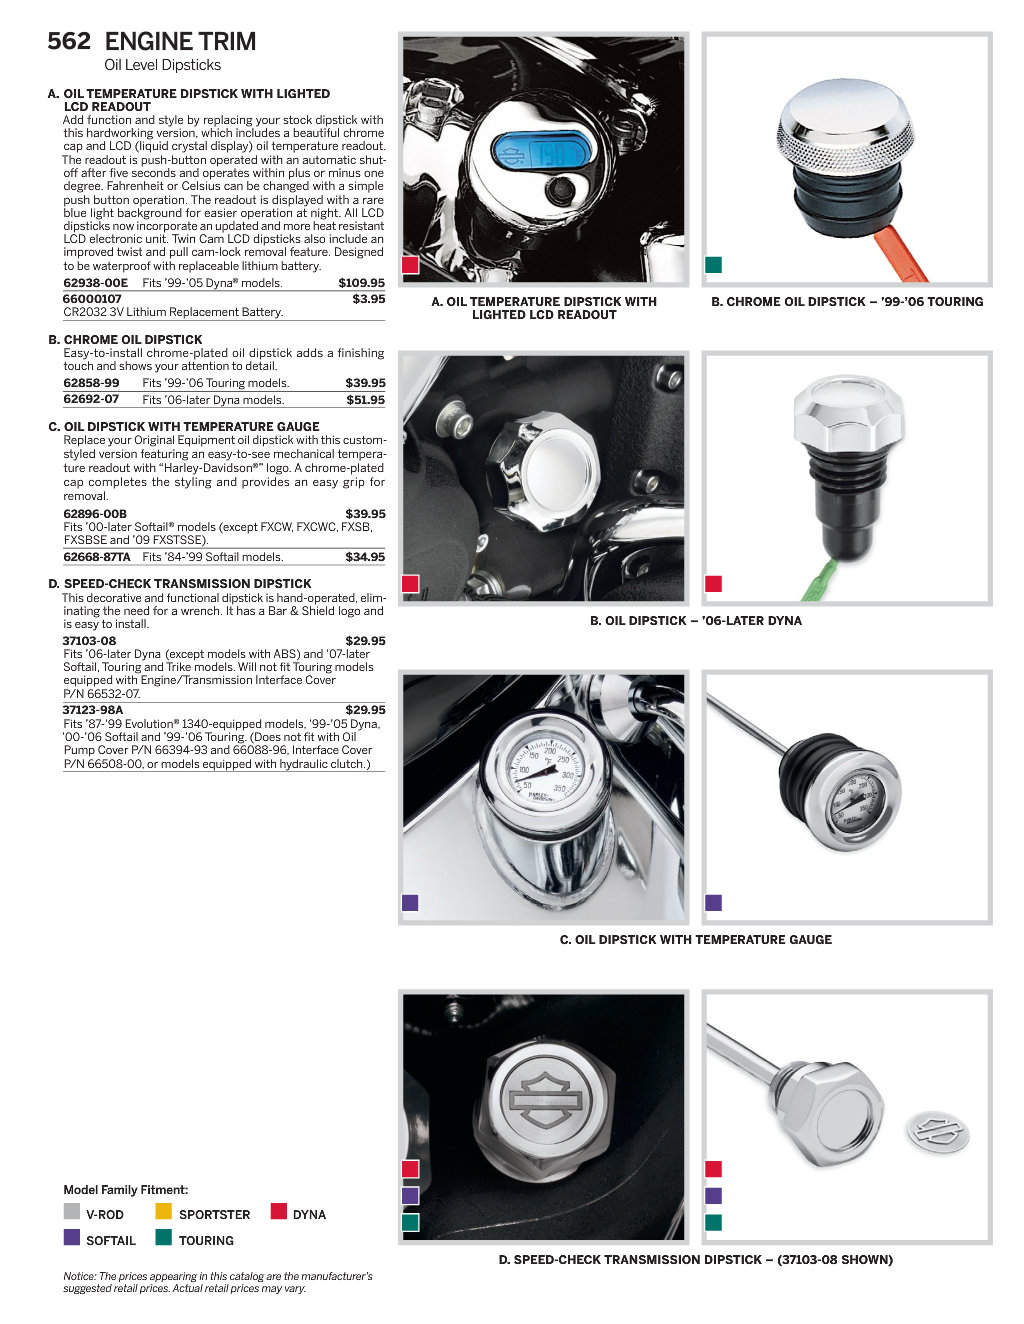 562 ENGINE TRIM
Oil Level Dipsticks
A. OIL TEMPERATURE DIPSTICK WITH LIGHTED
LCD READOUT
Add function and style by replacing your stock dipstick with
this hardworking version, which includes a beautiful chrome
cap and LCD (liquid crystal display) oil temperature readout.
The readout is push-button operated with an automatic shut-
off after five seconds and operates within plus or minus one
degree. Fahrenheit or Celsius can be changed with a simple
push button operation. The readout is displayed with a rare
blue light background for easier operation at night. All LCD
dipsticks now incorporate an updated and more heat resistant
LCD electronic unit. Twin Cam LCD dipsticks also include an
improved twist and pull cam-lock removal feature. Designed
to be waterproof with replaceable lithium battery.
62938-00E Fits ’99-’05 Dyna® models. $109.95
66000107 $3.95
CR2032 3V Lithium Replacement Battery.
B. CHROME OIL DIPSTICK
Easy-to-install chrome-plated oil dipstick adds a finishing
touch and shows your attention to detail.
62858-99 Fits ’99-’06 Touring models. $39.95
62692-07 Fits ’06-later Dyna models. $51.95
C. OIL DIPSTICK WITH TEMPERATURE GAUGE
Replace your Original Equipment oil dipstick with this custom-
styled version featuring an easy-to-see mechanical tempera-
ture readout with “Harley-Davidson®” logo. A chrome-plated
cap completes the styling and provides an easy grip for
removal.
62896-00B $39.95
Fits ’00-later Softail® models (except FXCW, FXCWC, FXSB,
FXSBSE and ’09 FXSTSSE).
62668-87TA Fits ’84-’99 Softail models. $34.95
D. SPEED-CHECK TRANSMISSION DIPSTICK
This decorative and functional dipstick is hand-operated, elim-
inating the need for a wrench. It has a Bar & Shield logo and
is easy to install.
37103-08 $29.95
Fits ’06-later Dyna (except models with ABS) and ’07-later
Softail, Touring and Trike models. Will not fit Touring models
equipped with Engine/Transmission Interface Cover
P/N 66532-07.
37123-98A $29.95
Fits ’87-’99 Evolution® 1340-equipped models, ’99-’05 Dyna,
’00-’06 Softail and ’99-’06 Touring. (Does not fit with Oil
Pump Cover P/N 66394-93 and 66088-96, Interface Cover
P/N 66508-00, or models equipped with hydraulic clutch.)
A. OIL TEMPERATURE DIPSTICK WITH
LIGHTED LCD READOUT
B. CHROME OIL DIPSTICK – ’99-’06 TOURING
B. OIL DIPSTICK – ’06-LATER DYNA
50 100 150 200 250 300 350
°F
HARLEY-
DAVIDSON
C. OIL DIPSTICK WITH TEMPERATURE GAUGE
D. SPEED-CHECK TRANSMISSION DIPSTICK – (37103-08 SHOWN)
Model Family Fitment:
V-ROD SPORTSTER DYNA
SOFTAIL TOURING
Notice: The prices appearing in this catalog are the manufacturer’s
suggested retail prices. Actual retail prices may vary.